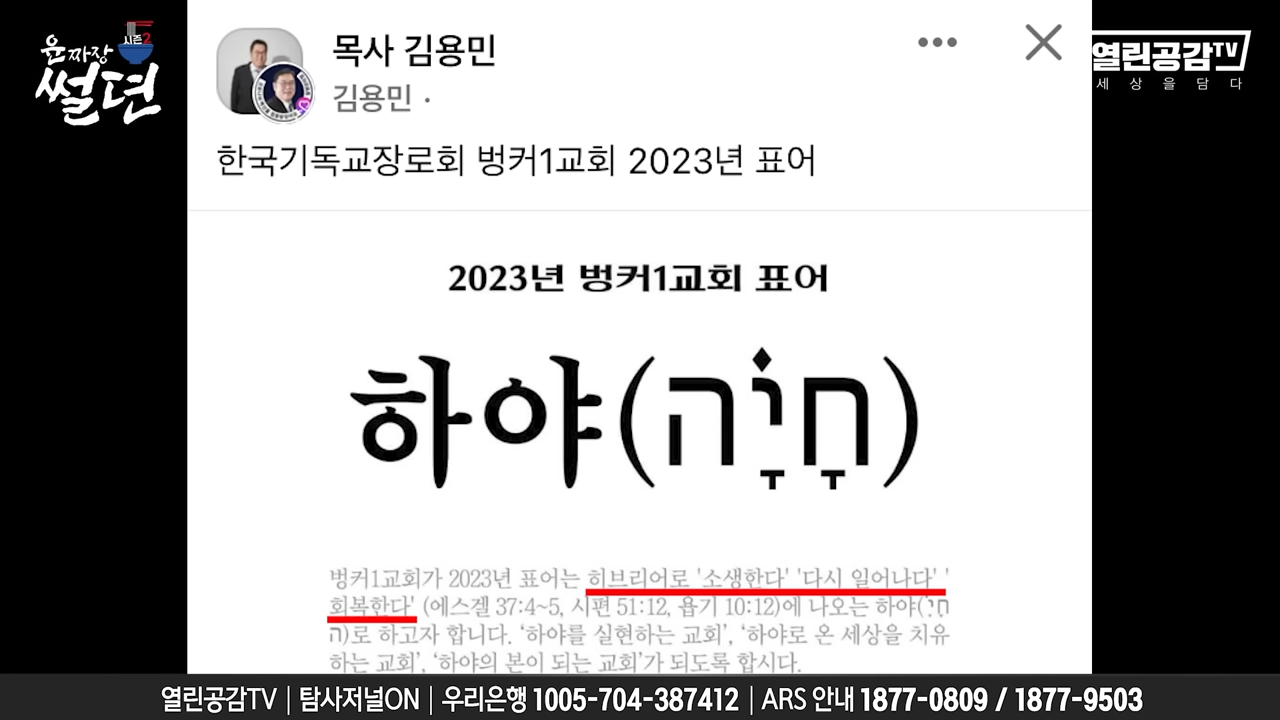 윤짜장
시즌2
썰뎐
목사 김용민
김용민 ·
열린공감TV
세상을 담다
한국기독교장로회 벙커1교회 2023년 표어
2023년 벙커1교회 표어
하야(חָיָ֑ה)
벙커1교회가 2023년 표어는 히브리어로 '소생한다' '다시 일어나다' '
회복한다' (에스겔 37:4~5, 시편 51:12, 욥기 10:12)에 나오는 하야(חָיָ
ה)로 하고자 합니다. ‘하야를 실현하는 교회’, ‘하야로 온 세상을 치유
하는 교회’, ‘하야의 본이 되는 교회’가 되도록 합시다.
열린공감TV | 탐사저널ON | 우리은행 1005-704-387412 | ARS 안내 1877-0809 / 1877-9503